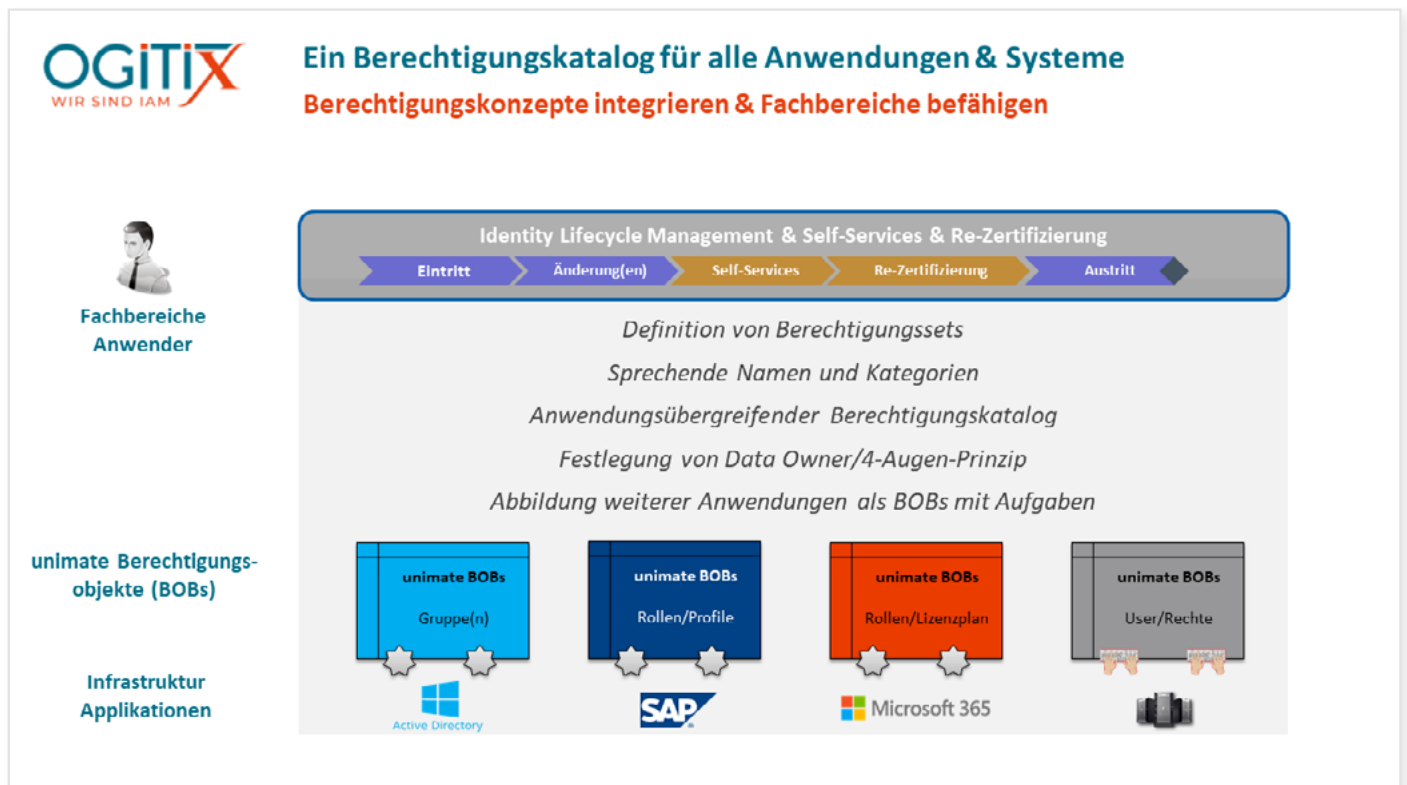 OGiTiX
WIR SIND IAM
Ein Berechtigungskatalog für alle Anwendungen & Systeme
Berechtigungskonzepte integrieren & Fachbereiche befähigen
Identity Lifecycle Management & Self-Services & Re-Zertifizierung
Eintritt Änderung(en) Self-Services Re-Zertifizierung Austritt
Fachbereiche
Anwender
Definition von Berechtigungssets
Sprechende Namen und Kategorien
Anwendungsübergreifender Berechtigungskatalog
Festlegung von Data Owner/4-Augen-Prinzip
Abbildung weiterer Anwendungen als BOBs mit Aufgaben
unimate Berechtigungs-
objekte (BOBs)
unimate BOBs
Gruppe(n)
unimate BOBs
Rollen/Profile
unimate BOBs
Rollen/Lizenzplan
unimate BOBs
User/Rechte
Infrastruktur
Applikationen
Active Directory
SAP
Microsoft 365